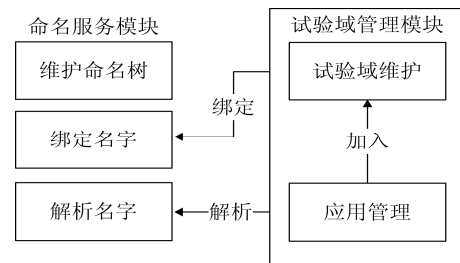 命名服务模块
试验域管理模块
维护命名树
试验域维护
绑定
绑定名字
加入
解析名字
解析
应用管理